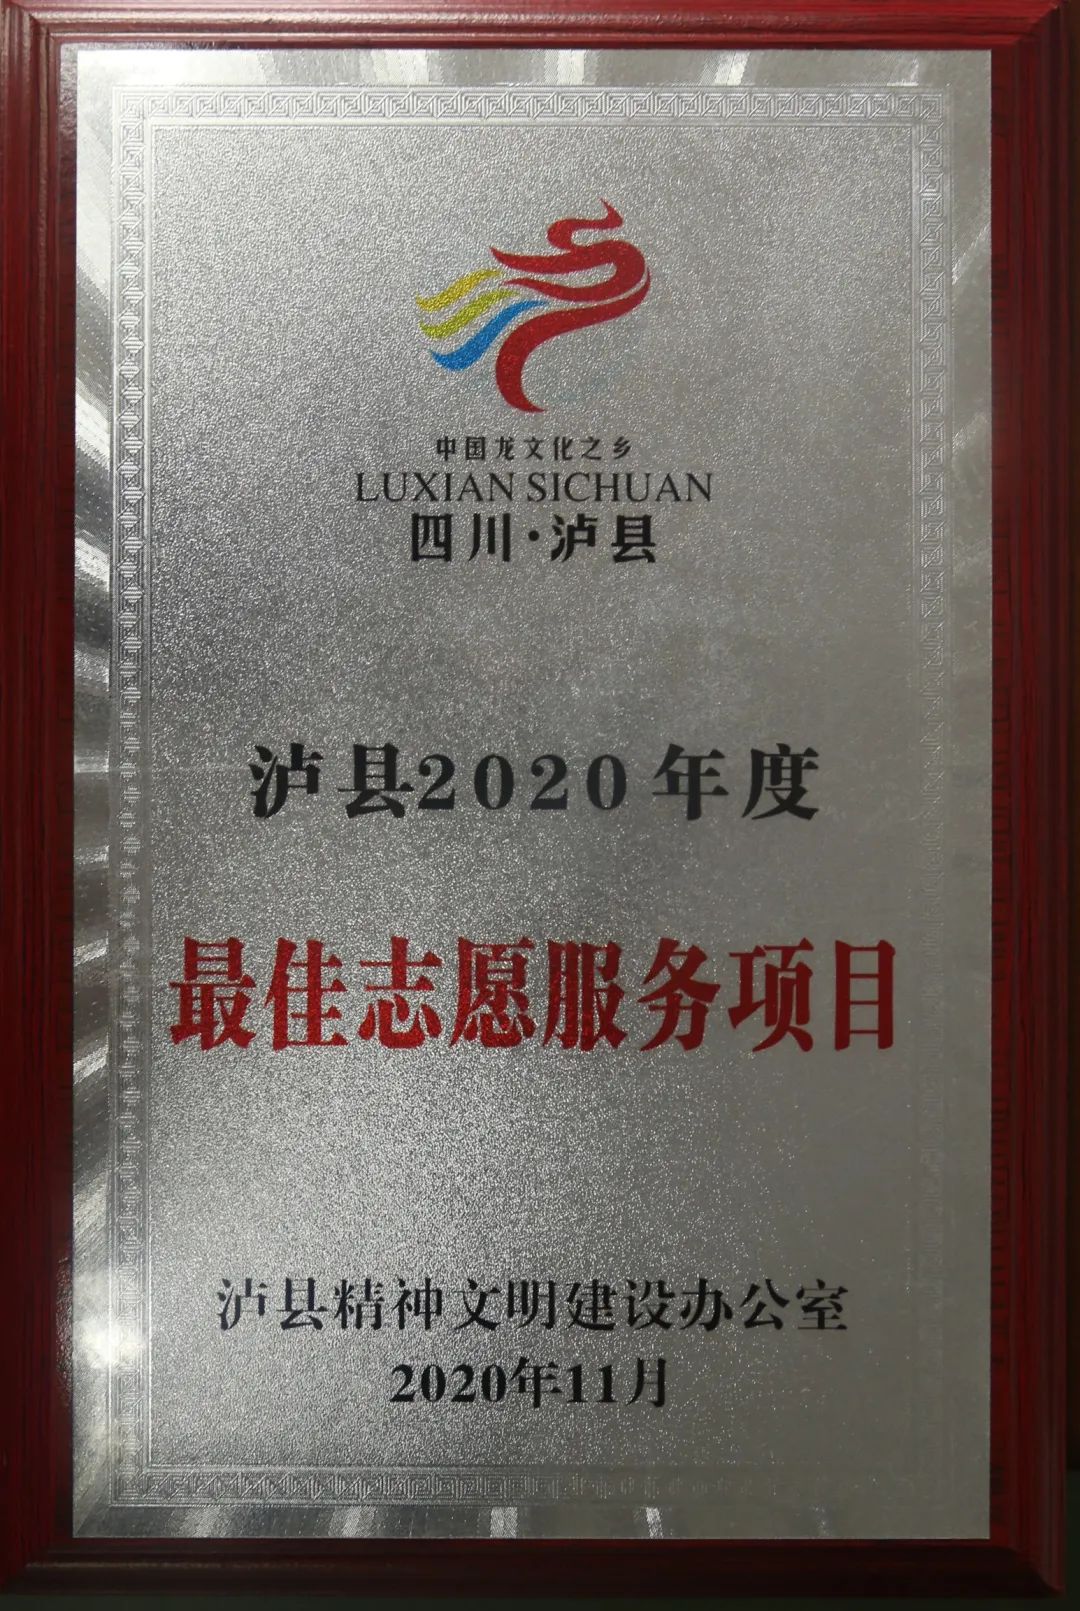 中国龙文化之乡
LUXIAN SICHUAN
四川·泸县
泸县2020年度
最佳志愿服务项目
泸县精神文明建设办公室
2020年11月